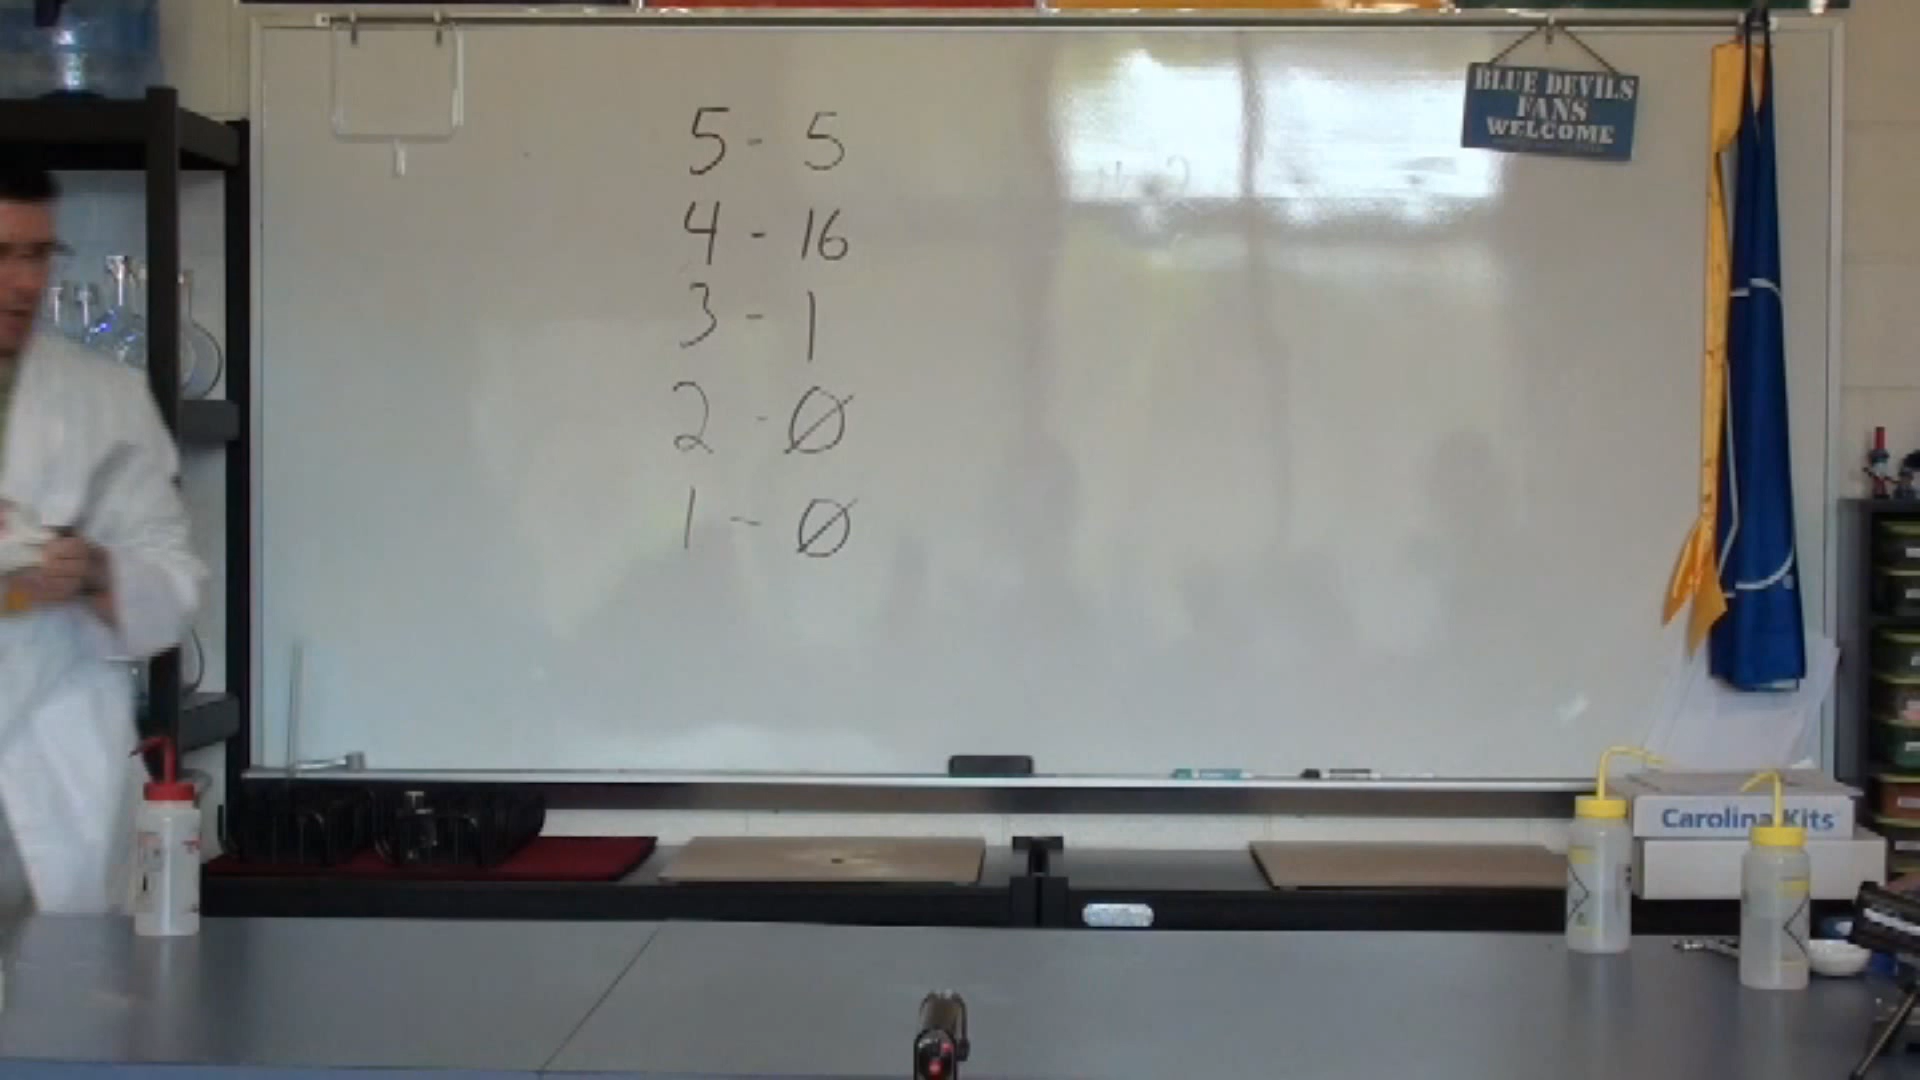 5 - 5
4 - 16
3 - 1
2 - Ø
1 - Ø
BLUE DEVILS
FANS
WELCOME
Carolina Kits